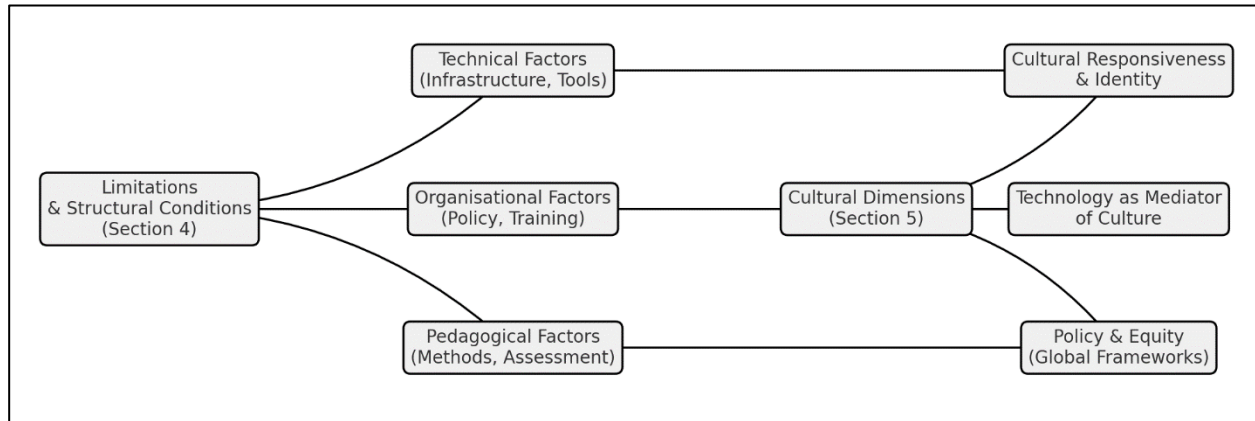 Technical Factors
(Infrastructure, Tools)
Cultural Responsiveness
& Identity
Limitations
& Structural Conditions
(Section 4)
Organisational Factors
(Policy, Training)
Cultural Dimensions
(Section 5)
Technology as Mediator
of Culture
Pedagogical Factors
(Methods, Assessment)
Policy & Equity
(Global Frameworks)